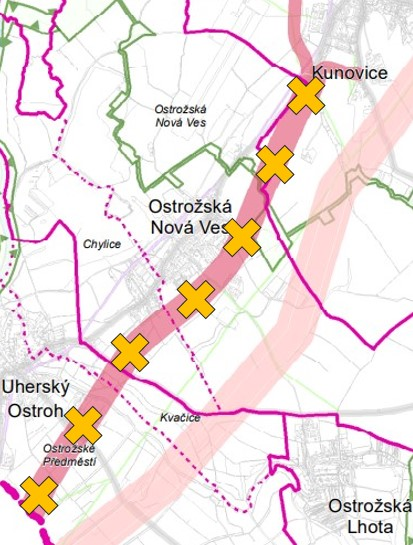 Kunovice
Ostrožská
Nová Ves
Ostrožská
Nová Ves
Chylice
Uherský
Ostroh
Kvačice
Ostrožské
Předměstí
Ostrožská
Lhota